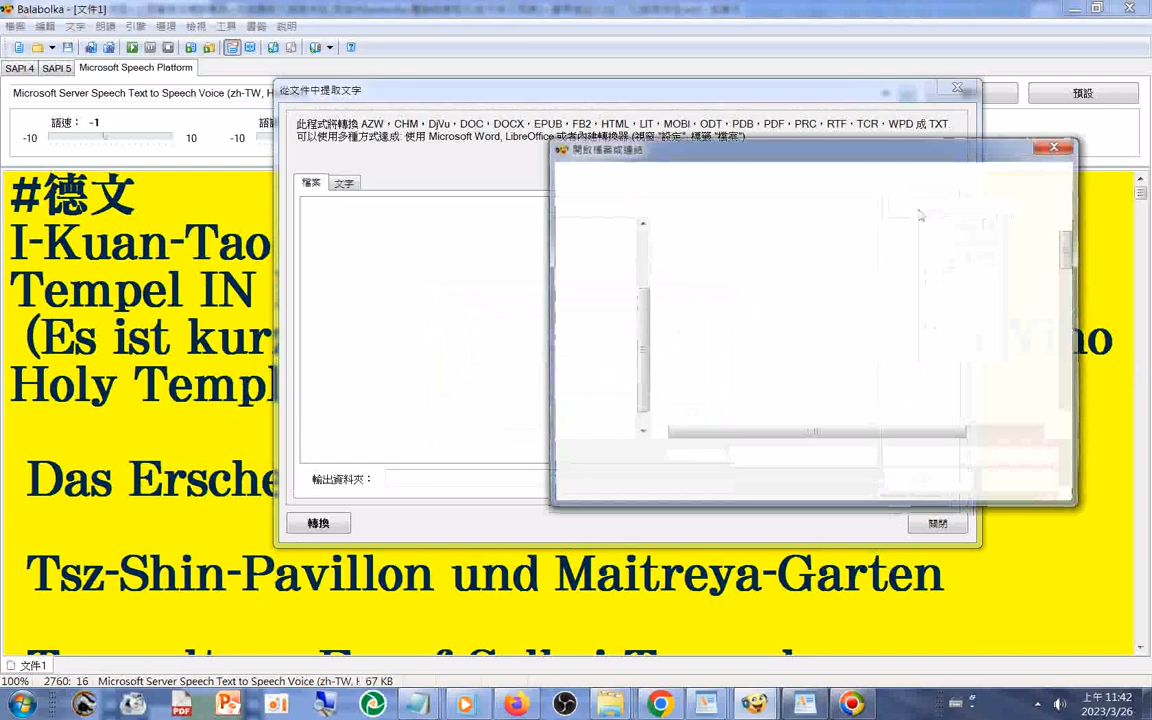 Balabolka - [文件1]
檔案 編輯 文字 朗讀 引擎 選項 檢視 工具 書籤 說明
SAPI 4 SAPI 5 Microsoft Speech Platform
Microsoft Server Speech Text to Speech Voice (zh-TW, H
預設
語速： -1
-10
10
-10
從文件中提取文字
此程式將轉換 AZW，CHM，DjVu，DOC，DOCX，EPUB，FB2，HTML，LIT，MOBI，ODT，PDB，PDF，PRC，RTF，TCR，WPD 成 TXT.
可以使用多種方式達成: 使用 Microsoft Word, LibreOffice 或者內建轉換器 (視窗 "設定", 標籤 "檔案")
開啟檔案或連結
檔案 文字
輸出資料夾：
轉換
關閉
#德文
I-Kuan-Tao
Tempel IN
(Es ist kur
no
Holy Templ
Das Ersche
Tsz-Shin-Pavillon und Maitreya-Garten
文件1
100% 2760: 16 Microsoft Server Speech Text to Speech Voice (zh-TW, H 67 KB
上午 11:42
2023/3/26